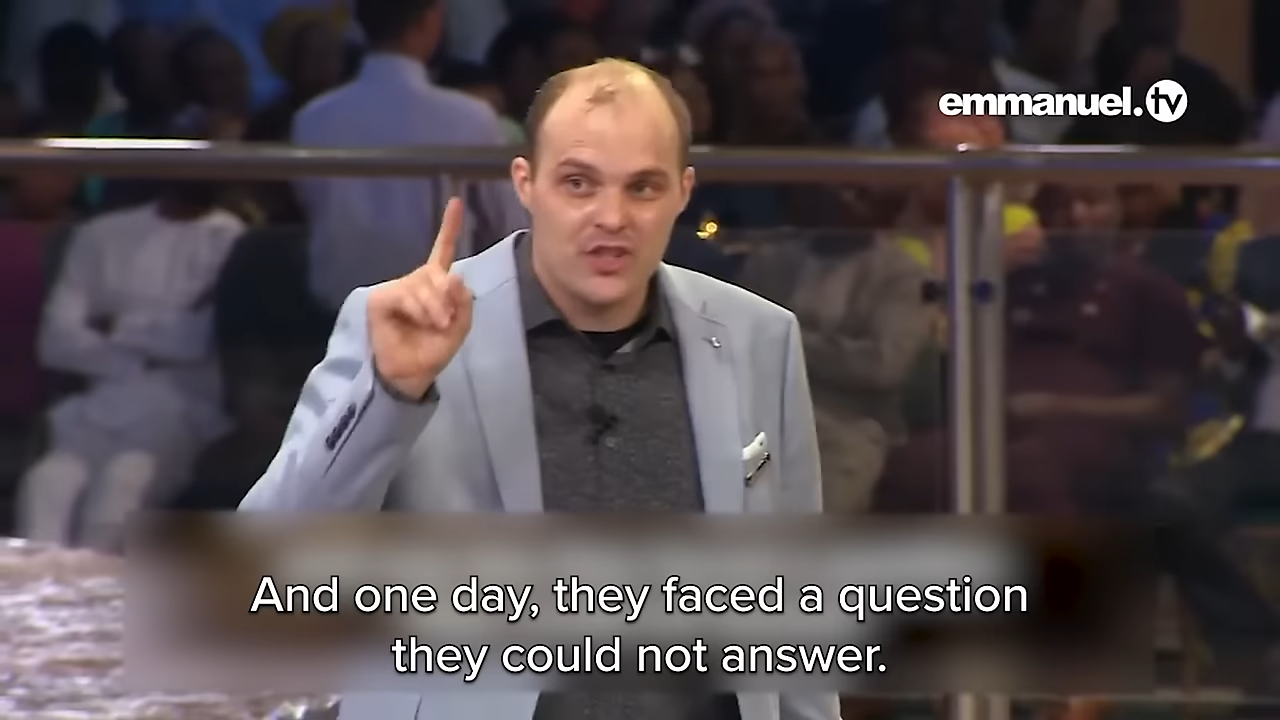 emmanuel.tv
And one day, they faced a question
they could not answer.